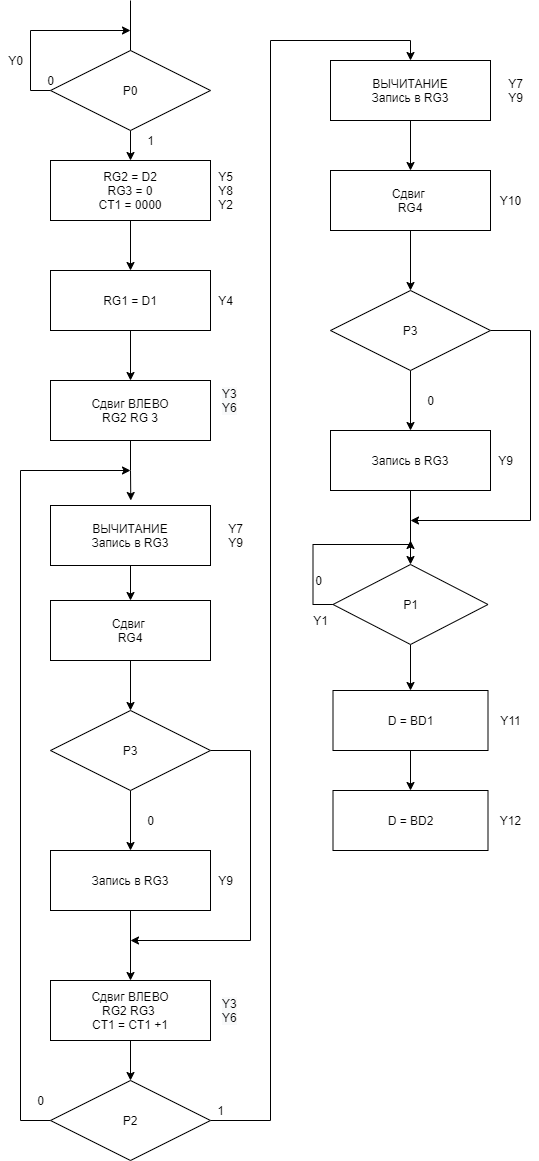 Y0
0
P0
1
RG2 = D2
RG3 = 0
CT1 = 0000
Y5
Y8
Y2
RG1 = D1
Y4
Сдвиг ВЛЕВО
RG2 RG 3
Y3
Y6
ВЫЧИТАНИЕ
Запись в RG3
Y7
Y9
Сдвиг
RG4
P3
0
Запись в RG3
Y9
Сдвиг ВЛЕВО
RG2 RG3
CT1 = CT1 +1
Y3
Y6
0
P2
1
ВЫЧИТАНИЕ
Запись в RG3
Y7
Y9
Сдвиг
RG4
Y10
P3
0
Запись в RG3
Y9
0
P1
Y1
D = BD1
Y11
D = BD2
Y12